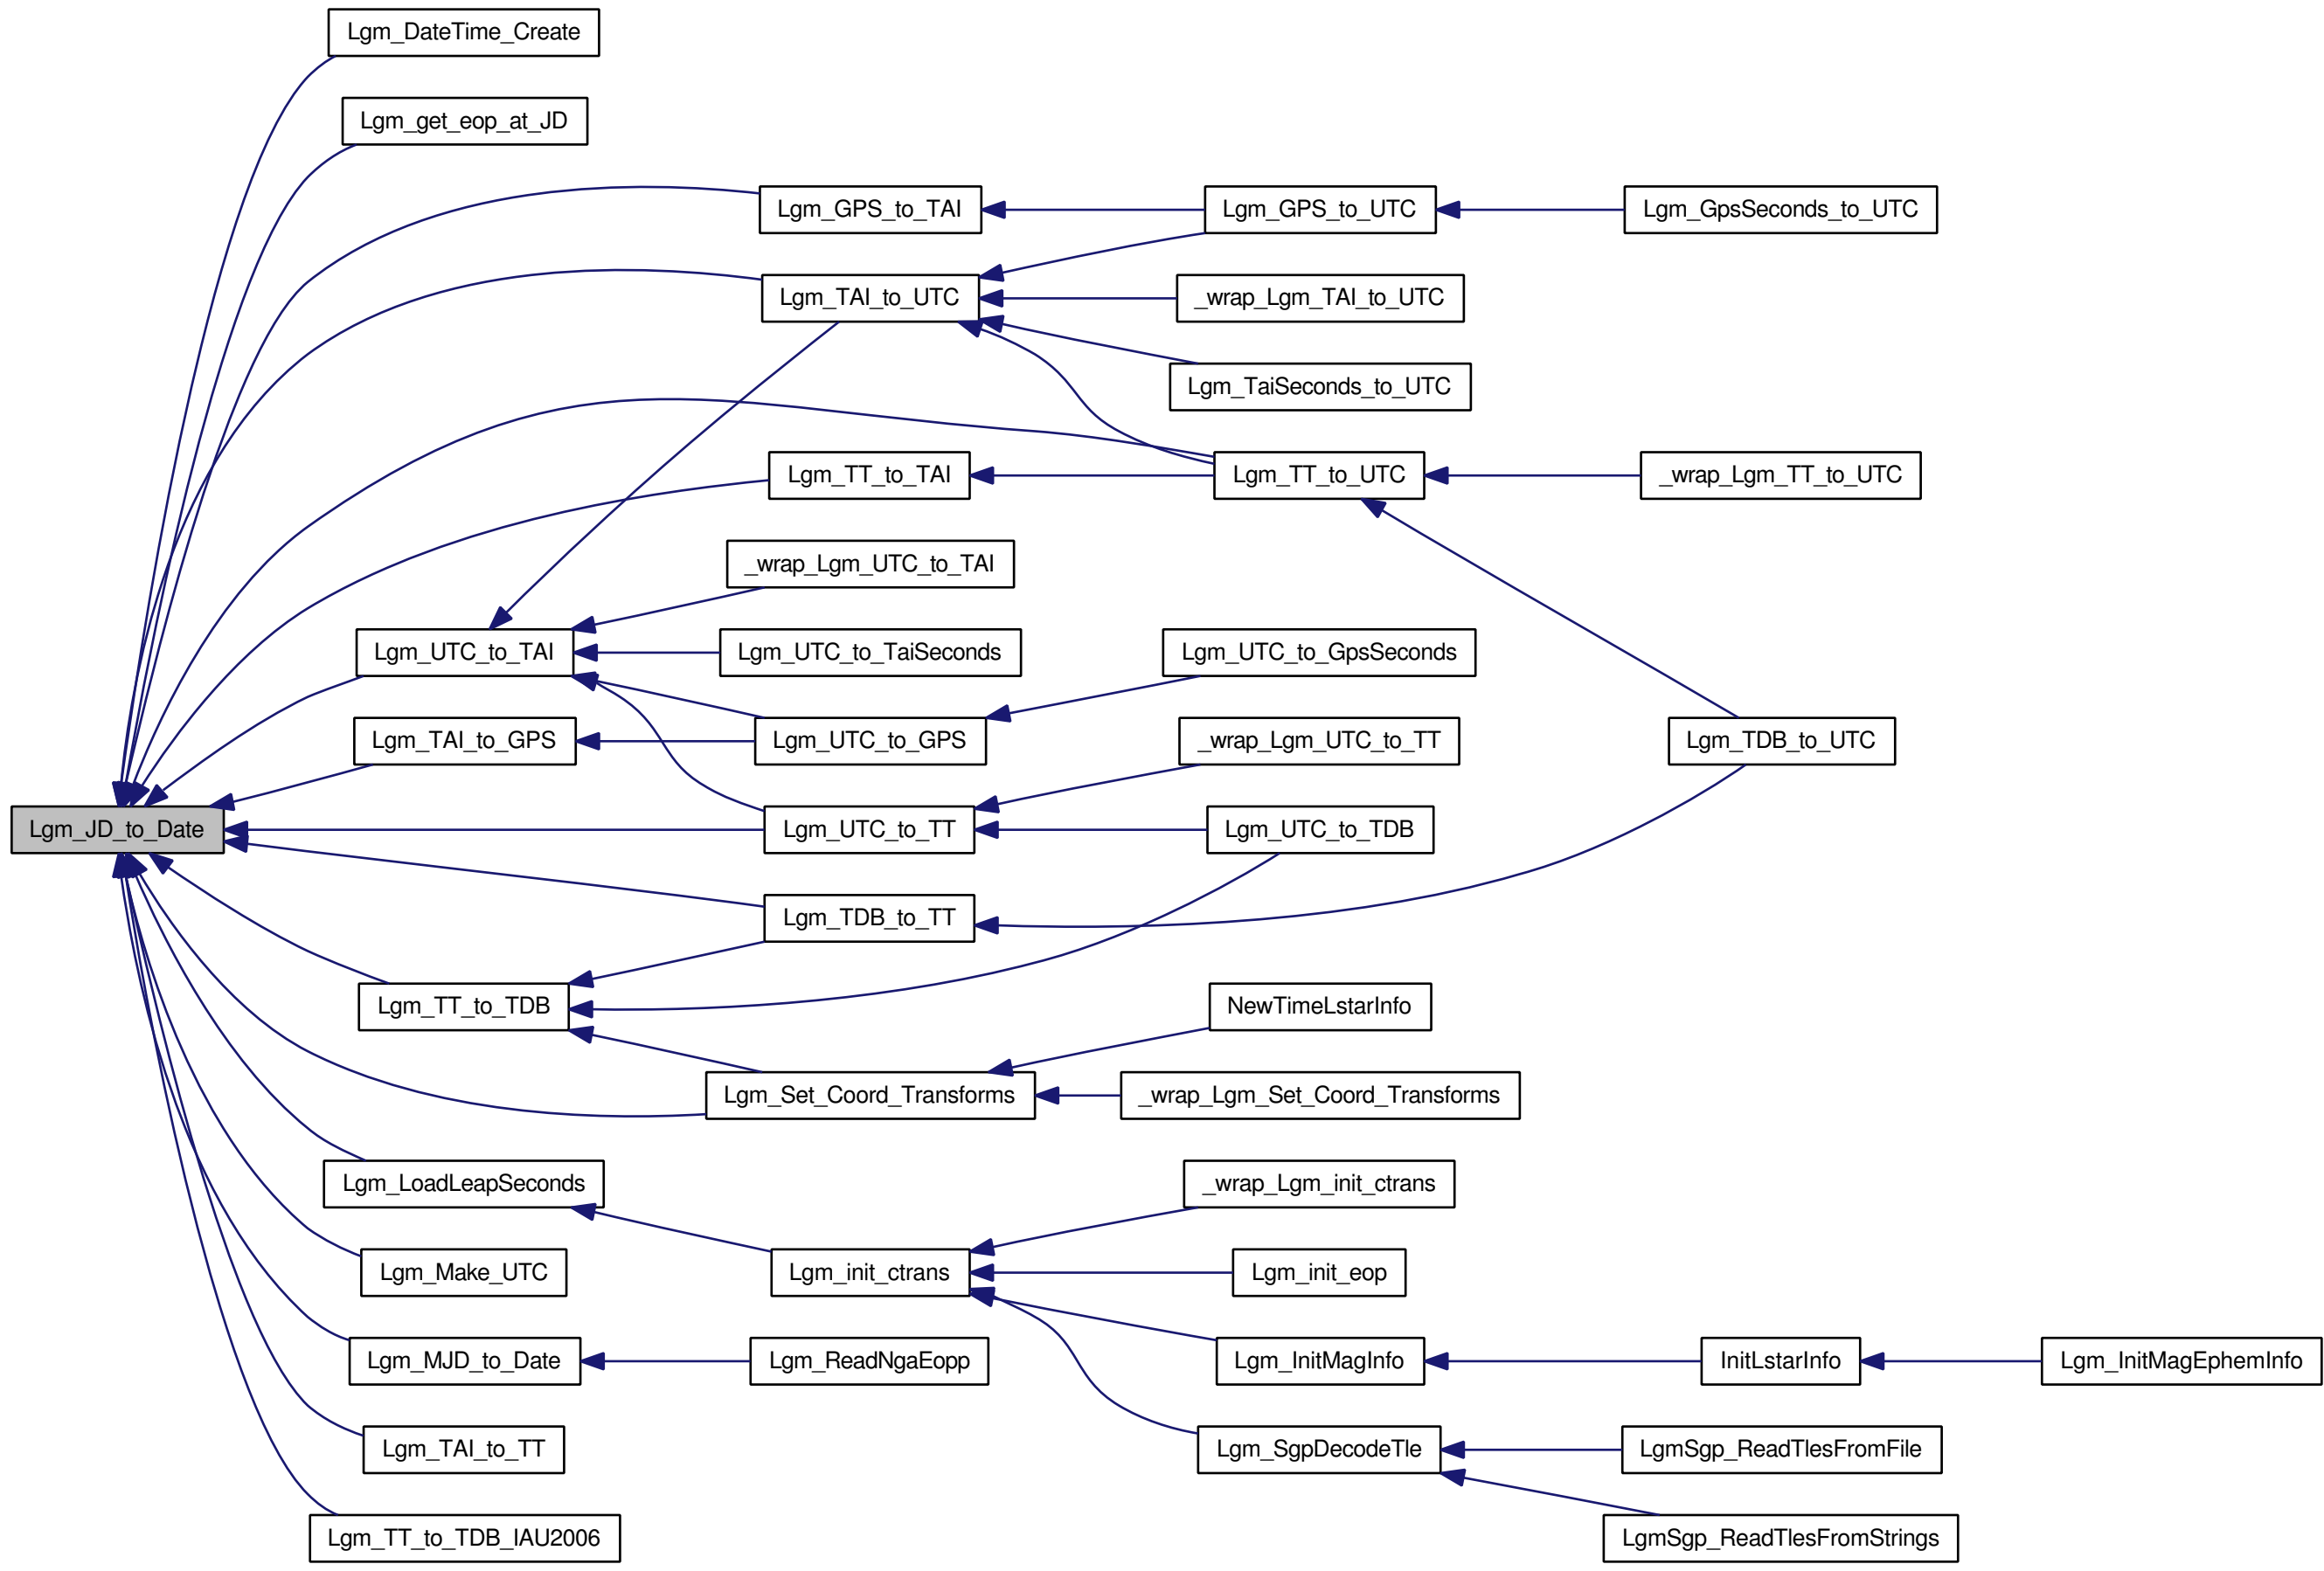 Lgm_DateTime_Create
Lgm_get_eop_at_JD
Lgm_GPS_to_TAI
Lgm_GPS_to_UTC
Lgm_GpsSeconds_to_UTC
Lgm_TAI_to_UTC
_wrap_Lgm_TAI_to_UTC
Lgm_TaiSeconds_to_UTC
Lgm_TT_to_TAI
Lgm_TT_to_UTC
_wrap_Lgm_TT_to_UTC
_wrap_Lgm_UTC_to_TAI
Lgm_UTC_to_TAI
Lgm_UTC_to_TaiSeconds
Lgm_UTC_to_GpsSeconds
Lgm_TAI_to_GPS
Lgm_UTC_to_GPS
_wrap_Lgm_UTC_to_TT
Lgm_TDB_to_UTC
Lgm_JD_to_Date
Lgm_UTC_to_TT
Lgm_UTC_to_TDB
Lgm_TDB_to_TT
Lgm_TT_to_TDB
NewTimeLstarInfo
Lgm_Set_Coord_Transforms
_wrap_Lgm_Set_Coord_Transforms
Lgm_LoadLeapSeconds
_wrap_Lgm_init_ctrans
Lgm_Make_UTC
Lgm_init_ctrans
Lgm_init_eop
Lgm_MJD_to_Date
Lgm_ReadNgaEopp
Lgm_InitMagInfo
InitLstarInfo
Lgm_InitMagEphemInfo
Lgm_TAI_to_TT
Lgm_SgpDecodeTle
LgmSgp_ReadTlesFromFile
Lgm_TT_to_TDB_IAU2006
LgmSgp_ReadTlesFromStrings